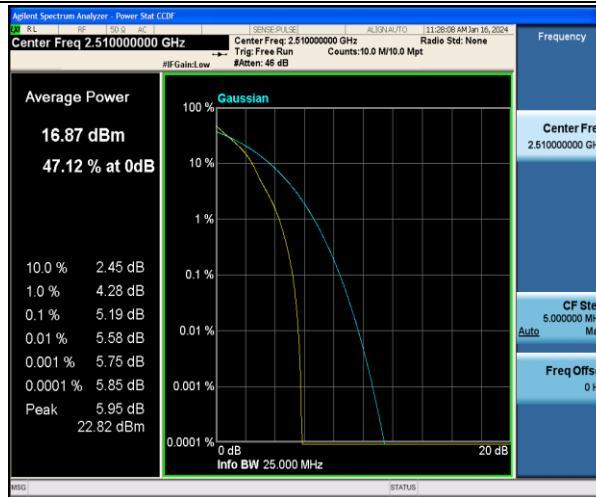 Agilent Spectrum Analyzer - Power Stat CCDF
RL RF 50 Ω AC SENSE:PULSE ALIGN AUTO 11:28:08 AM Jan 16, 2024
Center Freq 2.510000000 GHz
Center Freq: 2.510000000 GHz Radio Std: None
Trig: Free Run Counts:10.0 M/10.0 Mpt
#IFGain:Low #Atten: 46 dB
Frequency
Average Power
16.87 dBm
47.12 % at 0dB
10.0 % 2.45 dB
1.0 % 4.28 dB
0.1 % 5.19 dB
0.01 % 5.58 dB
0.001 % 5.75 dB
0.0001 % 5.85 dB
Peak 5.95 dB
22.82 dBm
Gaussian
100 %
10 %
1 %
0.1 %
0.01 %
0.001 %
0.0001 %
0 dB 20 dB
Info BW 25.000 MHz
Center Fre
2.510000000 GH
CF Ste
5.000000 MH
Auto Ma
Freq Offs
0 H
MSG STATUS